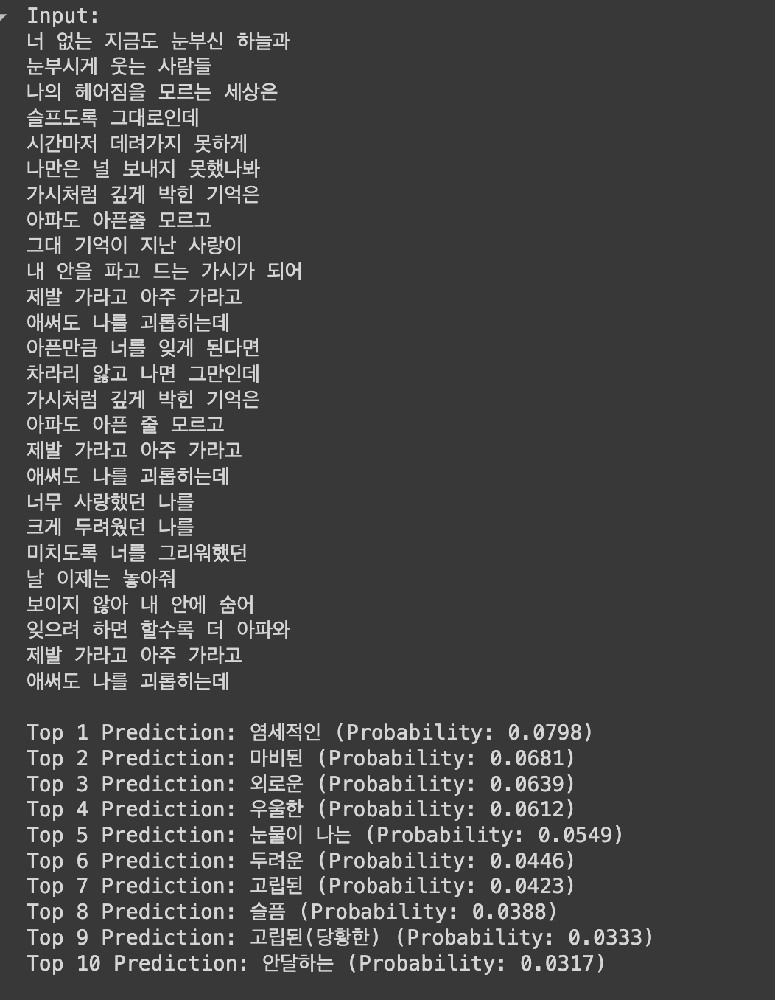 Input:
너 없는 지금도 눈부신 하늘과
눈부시게 웃는 사람들
나의 헤어짐을 모르는 세상은
슬프도록 그대로인데
시간마저 데려가지 못하게
나만은 널 보내지 못했나봐
가시처럼 깊게 박힌 기억은
아파도 아픈줄 모르고
그대 기억이 지난 사랑이
내 안을 파고 드는 가시가 되어
제발 가라고 아주 가라고
애써도 나를 괴롭히는데
아픈만큼 너를 잊게 된다면
차라리 앓고 나면 그만인데
가시처럼 깊게 박힌 기억은
아파도 아픈 줄 모르고
제발 가라고 아주 가라고
애써도 나를 괴롭히는데
너무 사랑했던 나를
크게 두려웠던 나를
미치도록 너를 그리워했던
날 이제는 놓아줘
보이지 않아 내 안에 숨어
잊으려 하면 할수록 더 아파와
제발 가라고 아주 가라고
애써도 나를 괴롭히는데
Top 1 Prediction: 염세적인 (Probability: 0.0798)
Top 2 Prediction: 마비된 (Probability: 0.0681)
Top 3 Prediction: 외로운 (Probability: 0.0639)
Top 4 Prediction: 우울한 (Probability: 0.0612)
Top 5 Prediction: 눈물이 나는 (Probability: 0.0549)
Top 6 Prediction: 두려운 (Probability: 0.0446)
Top 7 Prediction: 고립된 (Probability: 0.0423)
Top 8 Prediction: 슬픔 (Probability: 0.0388)
Top 9 Prediction: 고립된(당황한) (Probability: 0.0333)
Top 10 Prediction: 안달하는 (Probability: 0.0317)